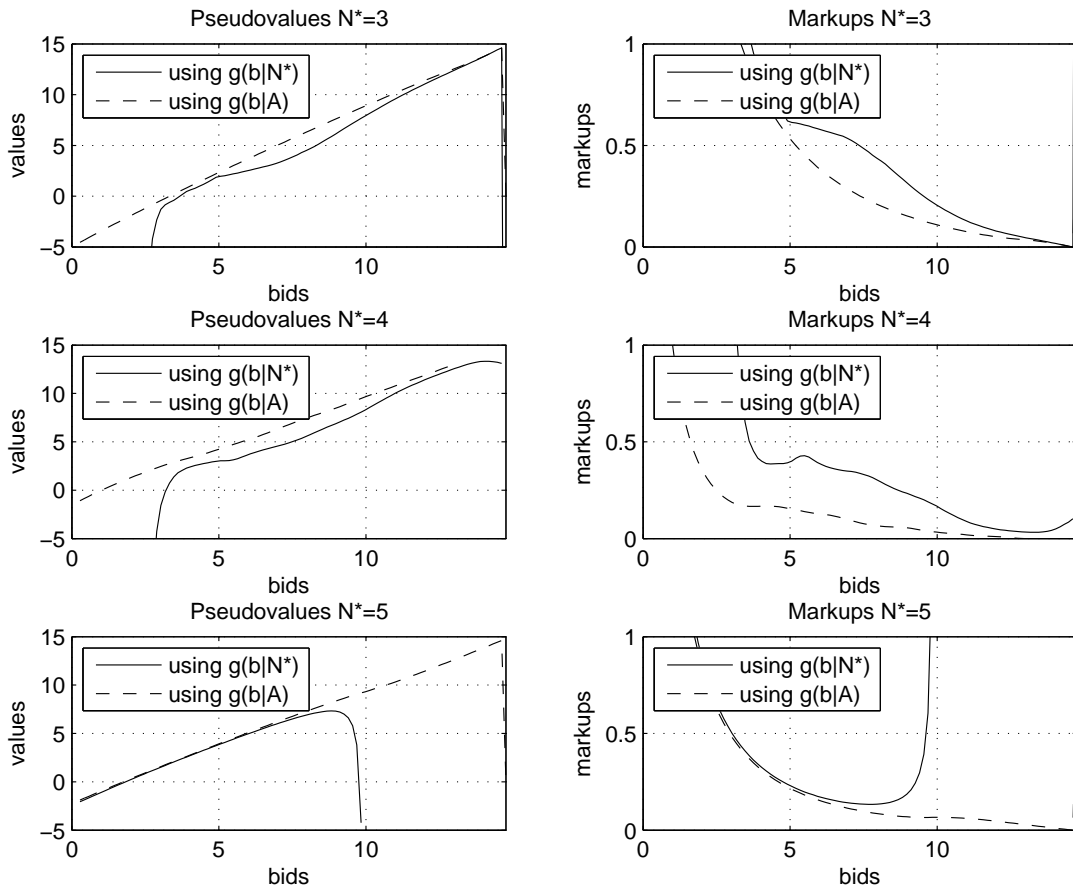 Pseudovalues N*=3
15
10
5
0
−5
0
5
10
values
bids
using g(b|N*)
using g(b|A)
Markups N*=3
1
0.5
0
0
5
10
markups
bids
using g(b|N*)
using g(b|A)
Pseudovalues N*=4
15
10
5
0
−5
0
5
10
values
bids
using g(b|N*)
using g(b|A)
Markups N*=4
1
0.5
0
0
5
10
markups
bids
using g(b|N*)
using g(b|A)
Pseudovalues N*=5
15
10
5
0
−5
0
5
10
values
bids
using g(b|N*)
using g(b|A)
Markups N*=5
1
0.5
0
0
5
10
markups
bids
using g(b|N*)
using g(b|A)